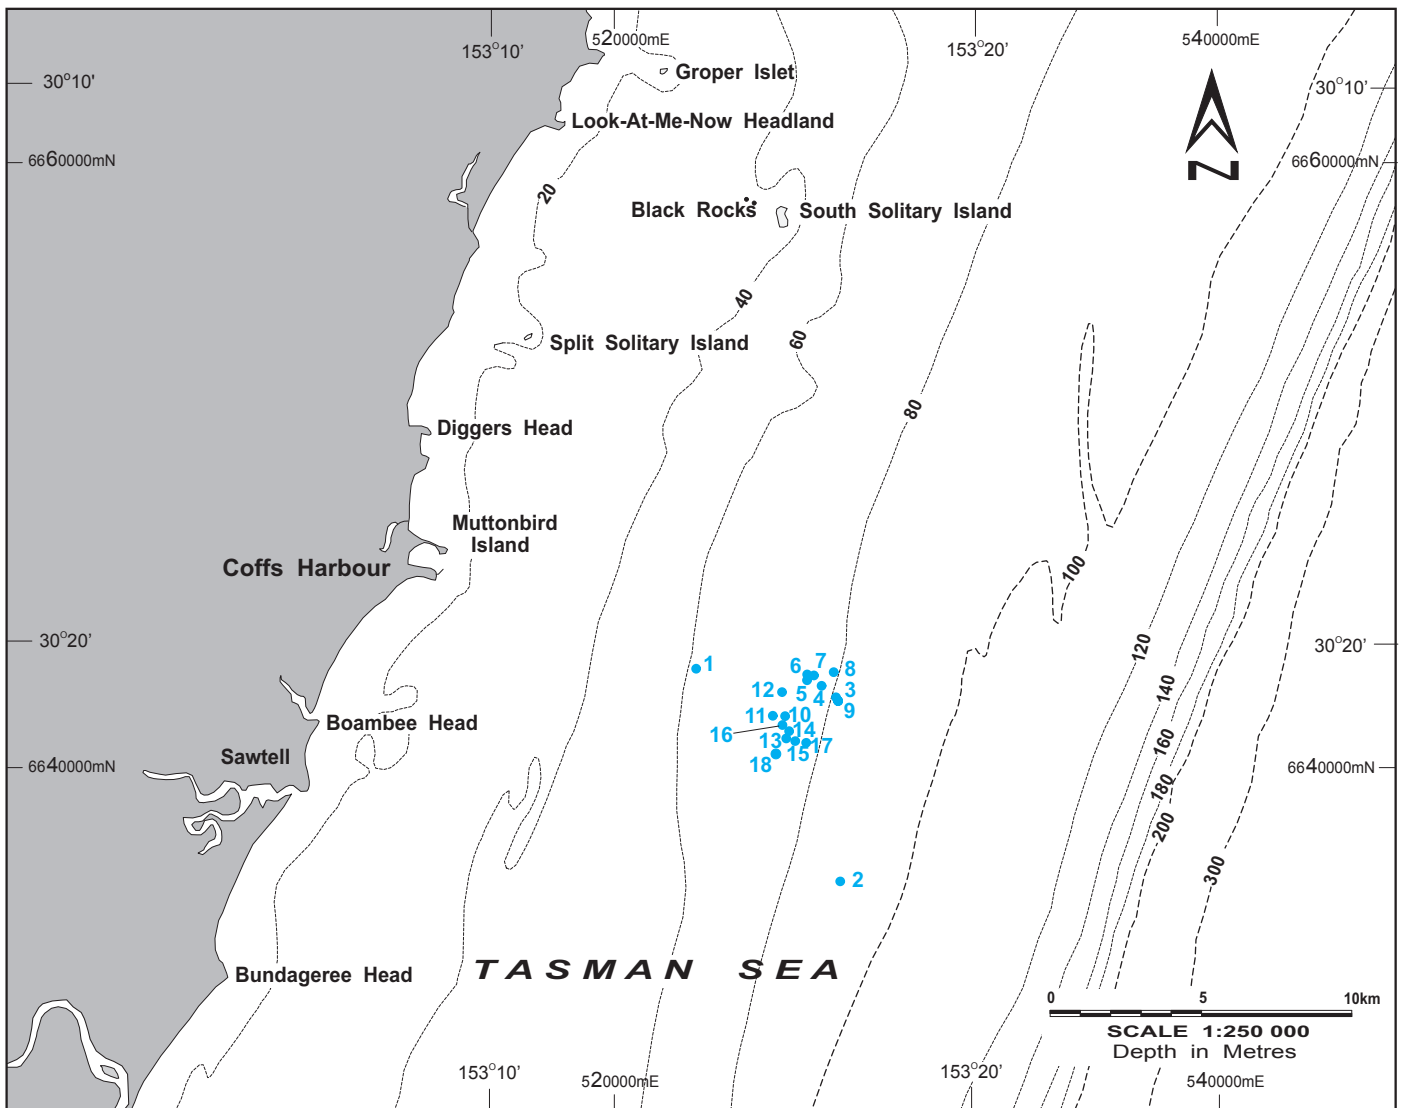 153°10'
520000mE
153°20'
540000mE
30°10'
30°10'
Groper Islet
Look-At-Me-Now Headland
6660000mN
6660000mN
N
20
Black Rocks
South Solitary Island
40
60
Split Solitary Island
80
Diggers Head
Muttonbird
Island
Coffs Harbour
100
30°20'
30°20'
120
1
6
7
8
12
5
4
3
9
140
11
10
16
14
13
15
17
18
Boambee Head
Sawtell
160
6640000mN
6640000mN
180
200
300
2
TASMAN SEA
Bundageree Head
0
5
10km
SCALE 1:250 000
Depth in Metres
153°10'
520000mE
153°20'
540000mE